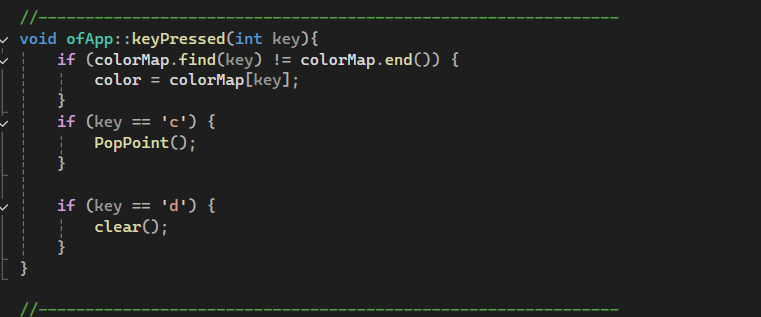 //--------------------------------------------------------------
void ofApp::keyPressed(int key){
    if (colorMap.find(key) != colorMap.end()) {
        color = colorMap[key];
    }
    if (key == 'c') {
        PopPoint();
    }

    if (key == 'd') {
        clear();
    }
}

//--------------------------------------------------------------